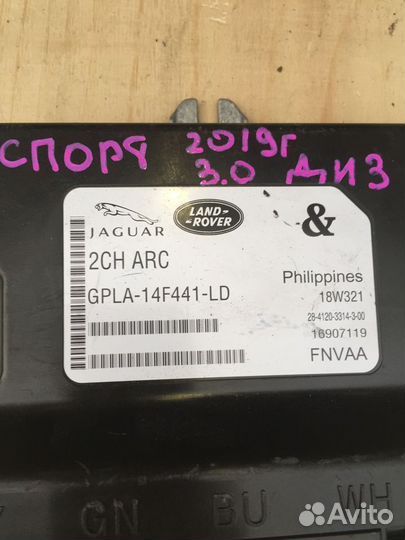 СПОРТ 2019г
3.0 ДИЗ
JAGUAR
LAND-
ROVER
&
2CH ARC
Philippines
GPLA-14F441-LD
18W321
28-4120-3314-3-00
16907119
FNVAA
GN BU WH
Avito